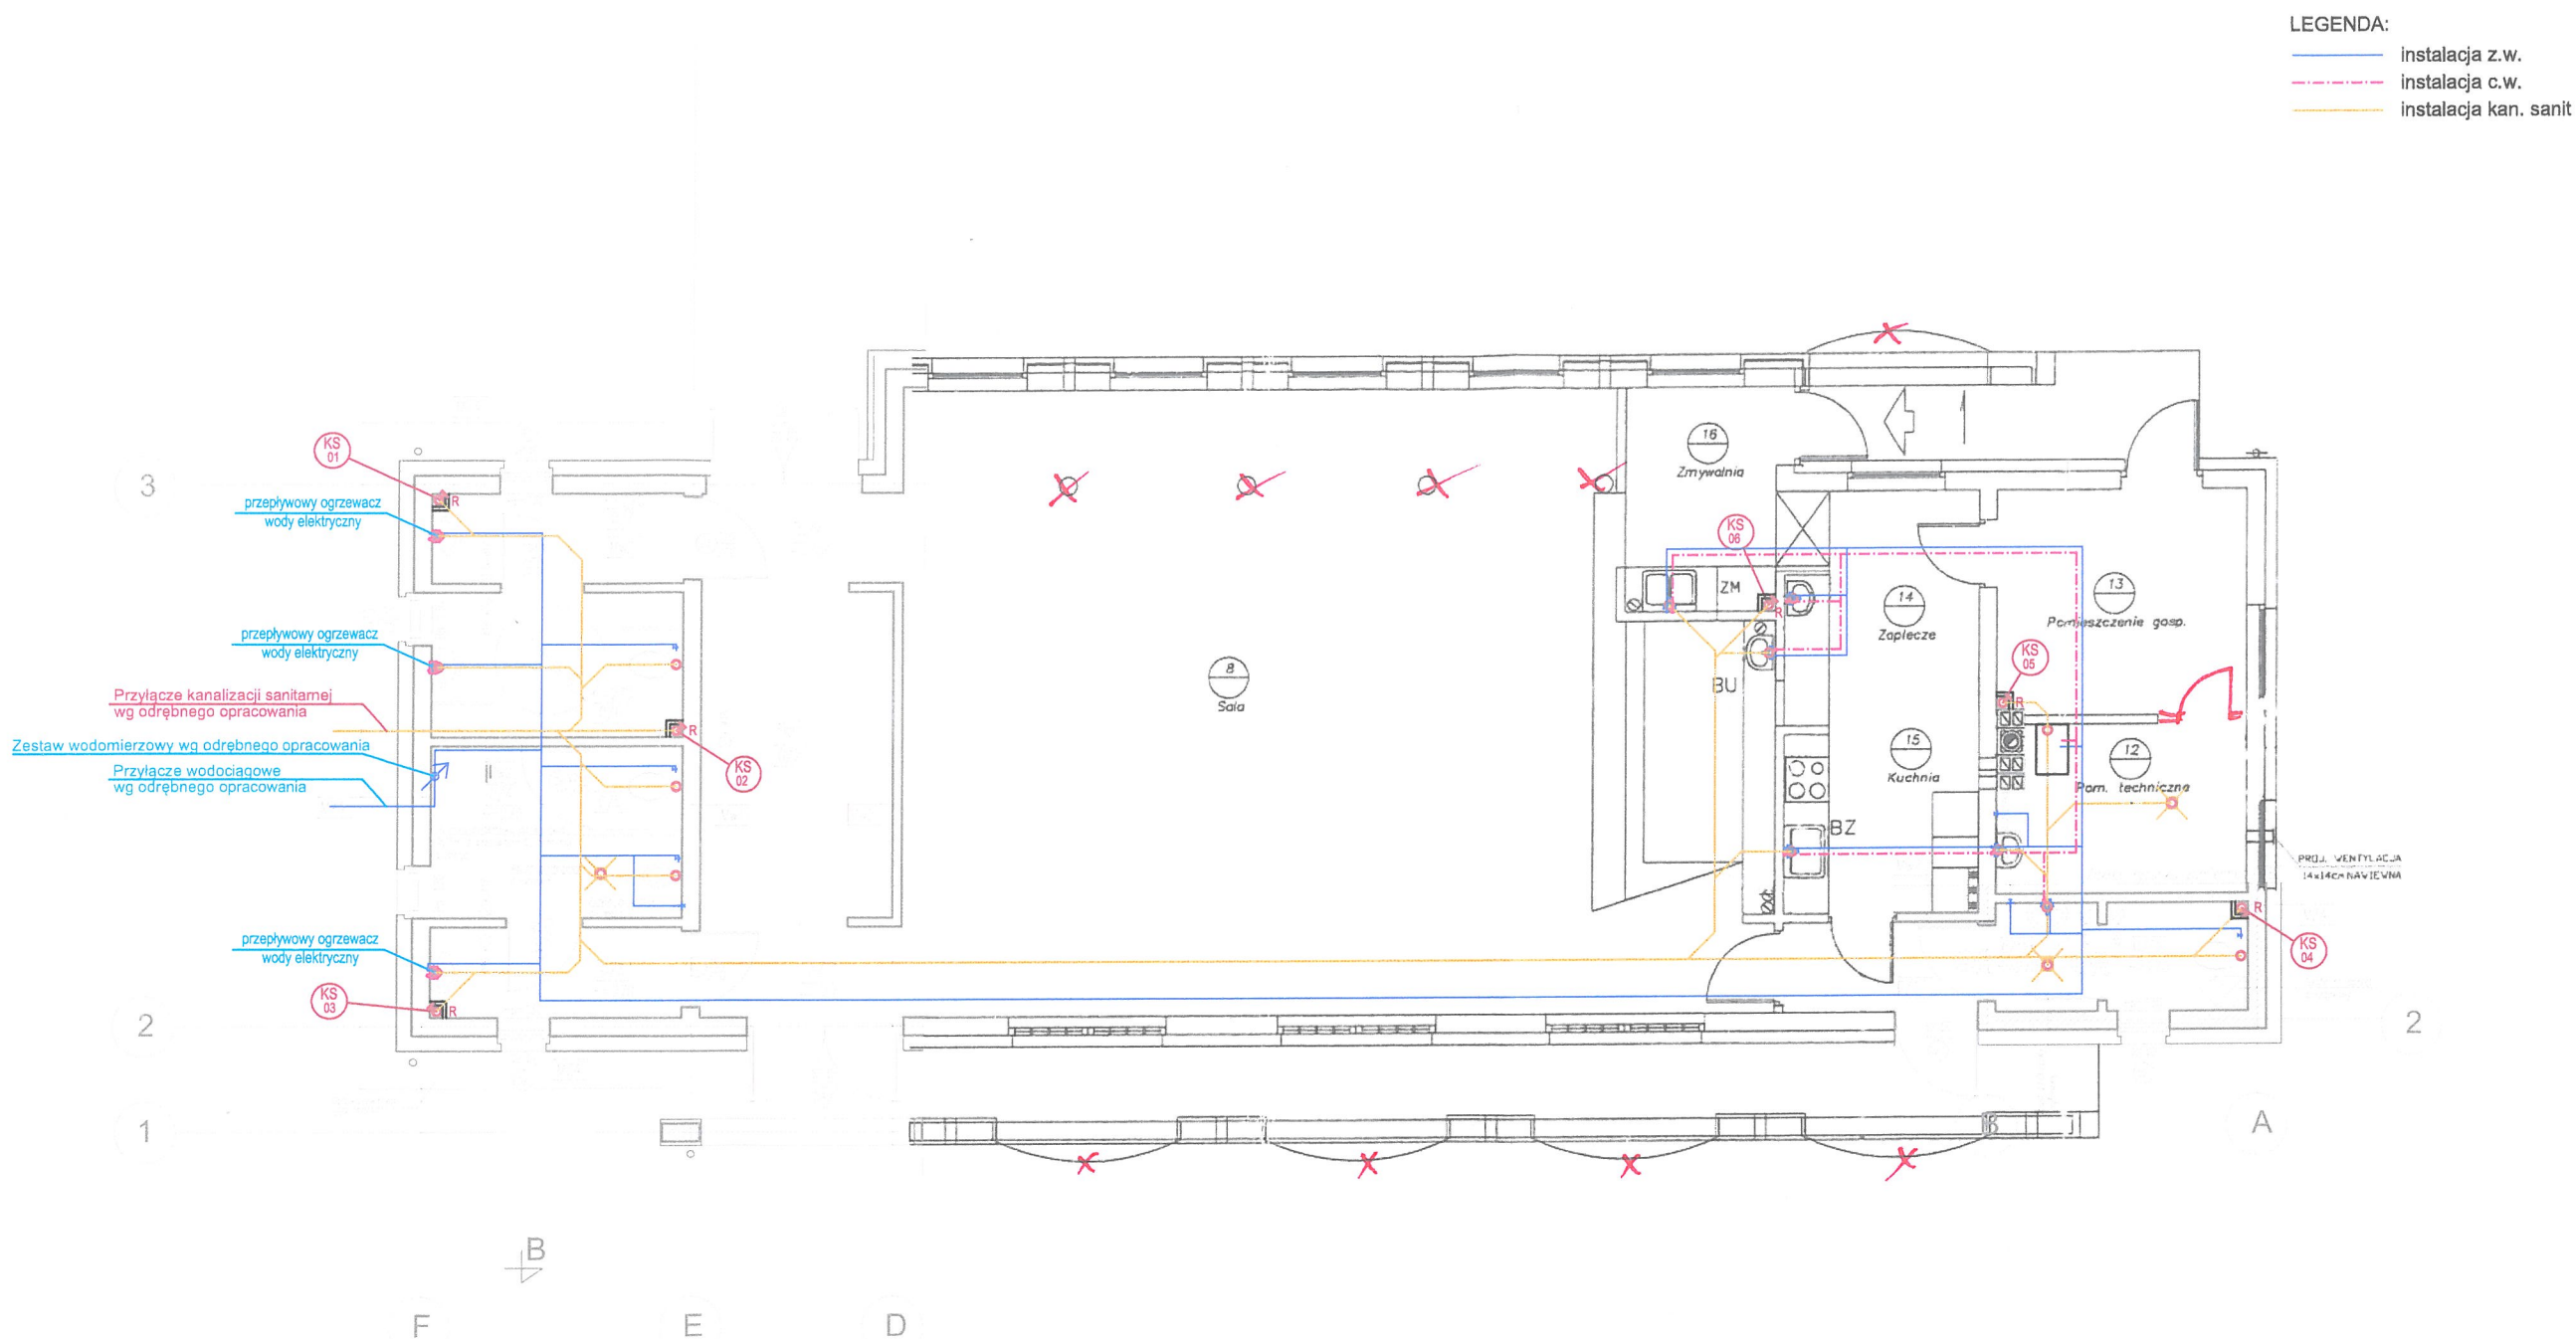 LEGENDA:
instalacja z.w.
instalacja c.w.
instalacja kan. sanit
KS
01
3
R
przepływowy ogrzewacz
wody elektryczny
16
Zmywalnia
KS
06
ZM
R
14
Zaplecze
13
Pomieszczenie gosp.
przepływowy ogrzewacz
wody elektryczny
KS
05
8
Sala
BU
R
Przyłącze kanalizacji sanitarnej
wg odrębnego opracowania
R
Zestaw wodomierzowy wg odrębnego opracowania
Przyłącze wodociągowe
wg odrębnego opracowania
KS
02
15
Kuchnia
12
Pom. techniczne
BZ
PROJ. WENTYLACJA
14x14cm NAWIEWNA
przepływowy ogrzewacz
wody elektryczny
R
KS
04
KS
03
R
2
2
1
A
B
F
E
D